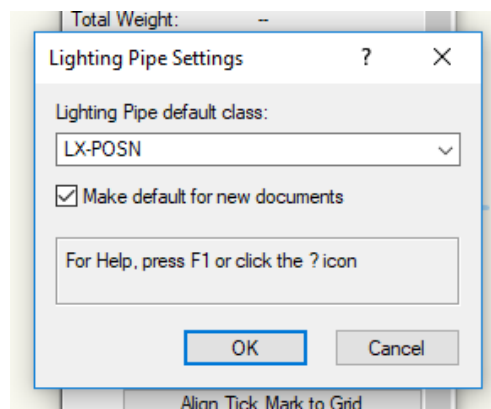 Total Weight: --
Lighting Pipe Settings ? X
Lighting Pipe default class:
LX-POSN
Make default for new documents
For Help, press F1 or click the ? icon
OK Cancel
Align Tick Mark to Grid